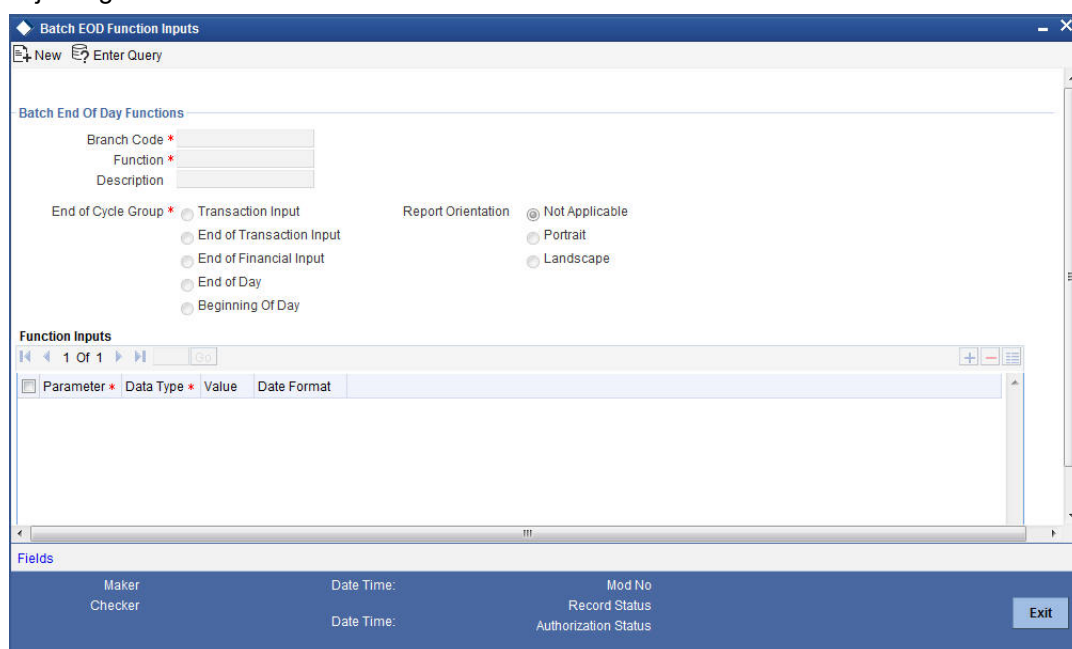 Batch EOD Function Inputs
New Enter Query
Batch End Of Day Functions
Branch Code *
Function *
Description
End of Cycle Group * Transaction Input Report Orientation Not Applicable
End of Transaction Input Portrait
End of Financial Input Landscape
End of Day
Beginning Of Day
Function Inputs
1 Of 1 Go
Parameter * Data Type * Value Date Format
Fields
Maker Date Time: Mod No
Checker Record Status
Date Time: Authorization Status
Exit